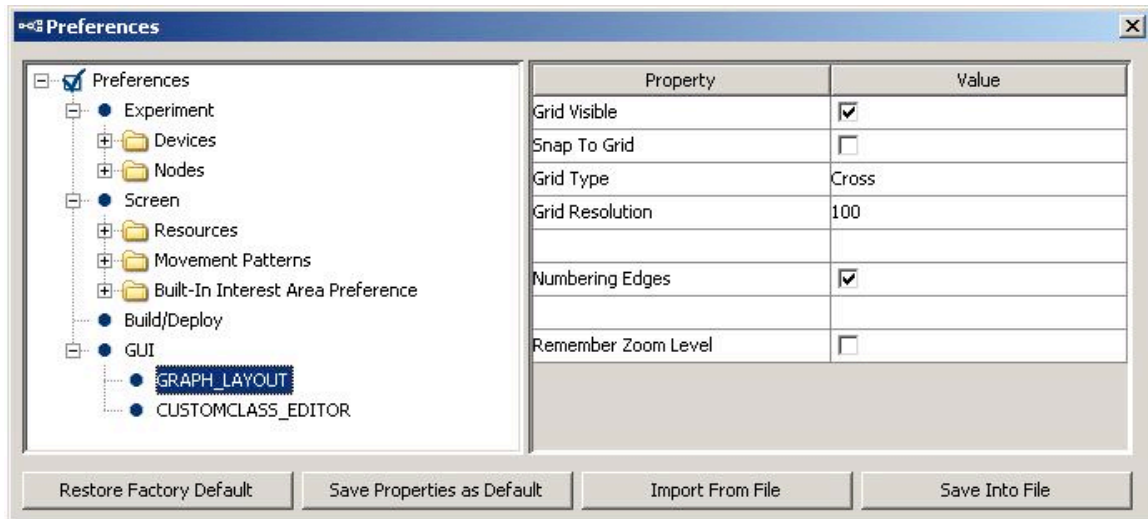 Preferences
Preferences
Experiment
Devices
Nodes
Screen
Resources
Movement Patterns
Built-In Interest Area Preference
Build/Deploy
GUI
GRAPH_LAYOUT
CUSTOMCLASS_EDITOR
Property Value
Grid Visible
Snap To Grid
Grid Type Cross
Grid Resolution 100
Numbering Edges
Remember Zoom Level
Restore Factory Default Save Properties as Default Import From File Save Into File